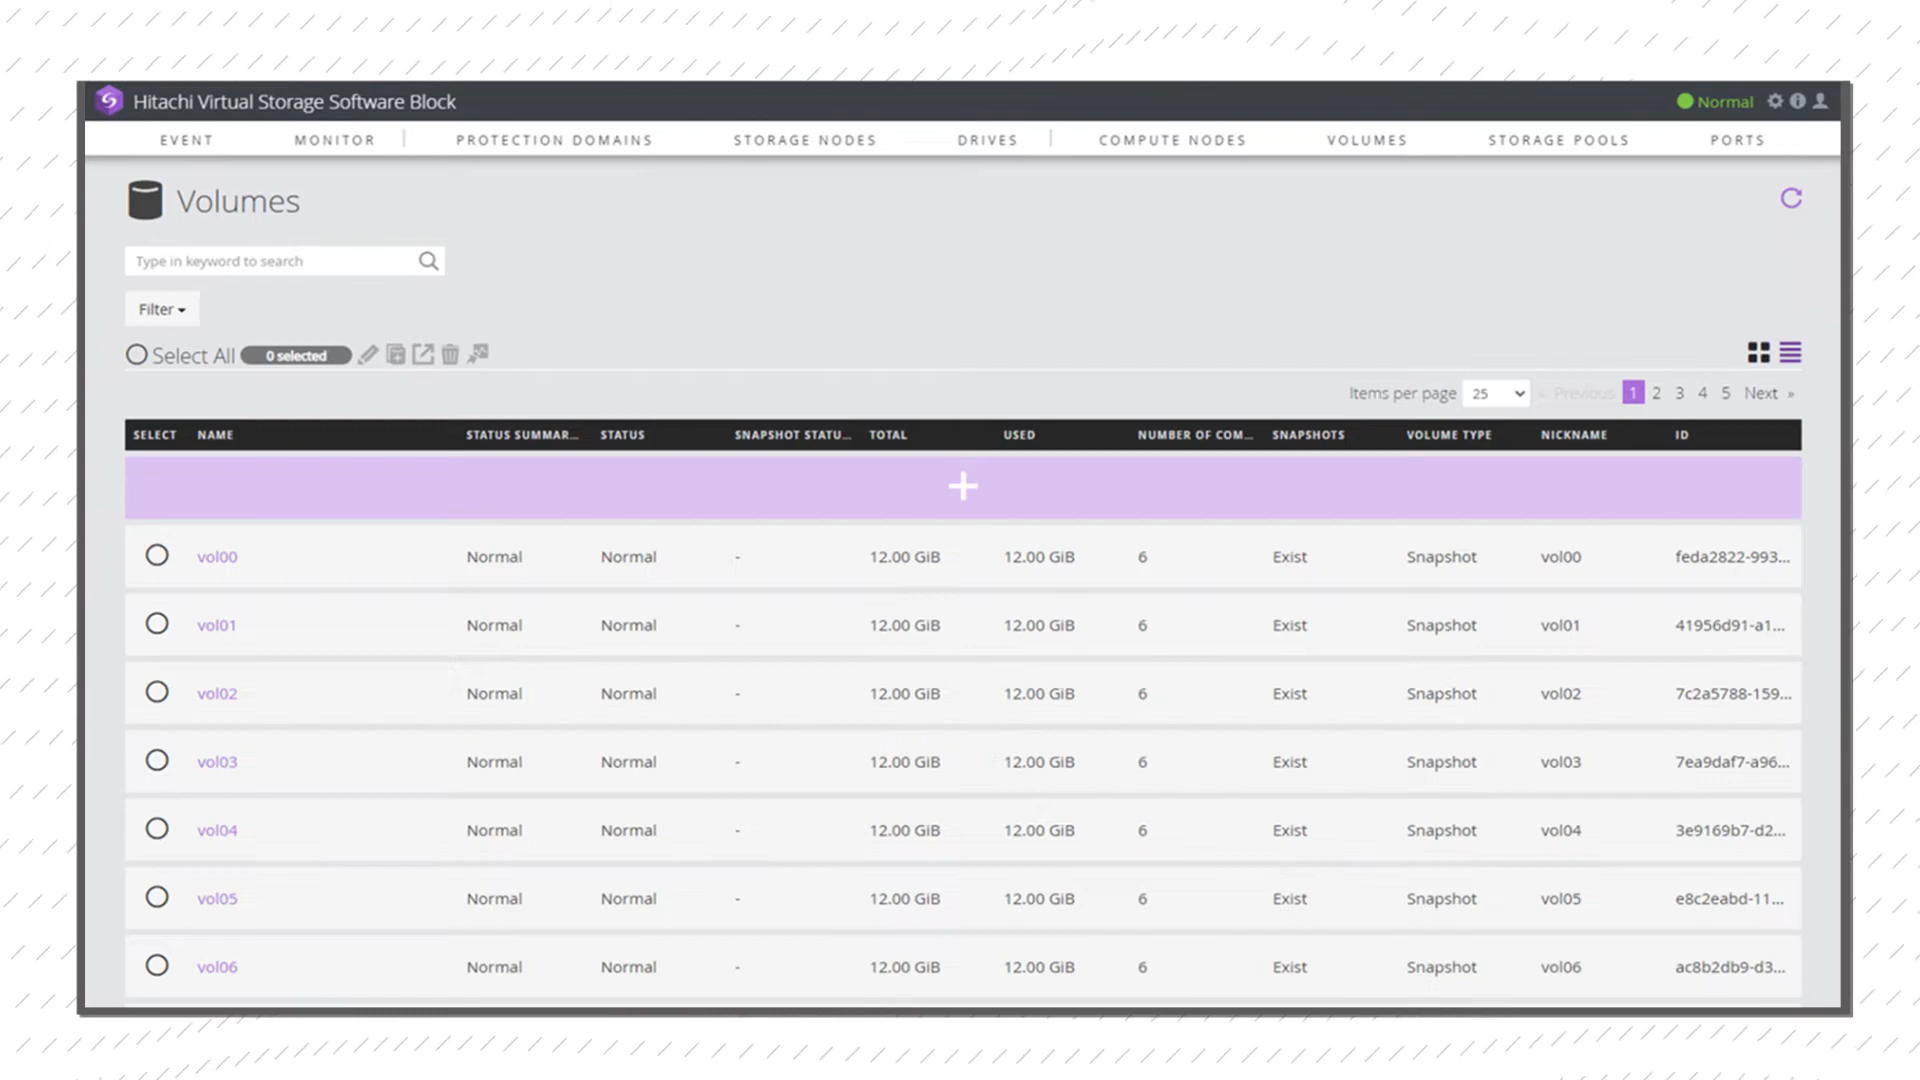 Hitachi Virtual Storage Software Block
Normal
EVENT MONITOR PROTECTION DOMAINS STORAGE NODES DRIVES COMPUTE NODES VOLUMES STORAGE POOLS PORTS
Volumes
Type in keyword to search
Filter
Select All 0 selected
Items per page 25 « Previous 1 2 3 4 5 Next »
SELECT NAME STATUS SUMMAR... STATUS SNAPSHOT STATU... TOTAL USED NUMBER OF COM... SNAPSHOTS VOLUME TYPE NICKNAME ID
+
vol00 Normal Normal - 12.00 GiB 12.00 GiB 6 Exist Snapshot vol00 feda2822-993...
vol01 Normal Normal - 12.00 GiB 12.00 GiB 6 Exist Snapshot vol01 41956d91-a1...
vol02 Normal Normal - 12.00 GiB 12.00 GiB 6 Exist Snapshot vol02 7c2a5788-159...
vol03 Normal Normal - 12.00 GiB 12.00 GiB 6 Exist Snapshot vol03 7ea9daf7-a96...
vol04 Normal Normal - 12.00 GiB 12.00 GiB 6 Exist Snapshot vol04 3e9169b7-d2...
vol05 Normal Normal - 12.00 GiB 12.00 GiB 6 Exist Snapshot vol05 e8c2eabd-11...
vol06 Normal Normal - 12.00 GiB 12.00 GiB 6 Exist Snapshot vol06 ac8b2db9-d3...